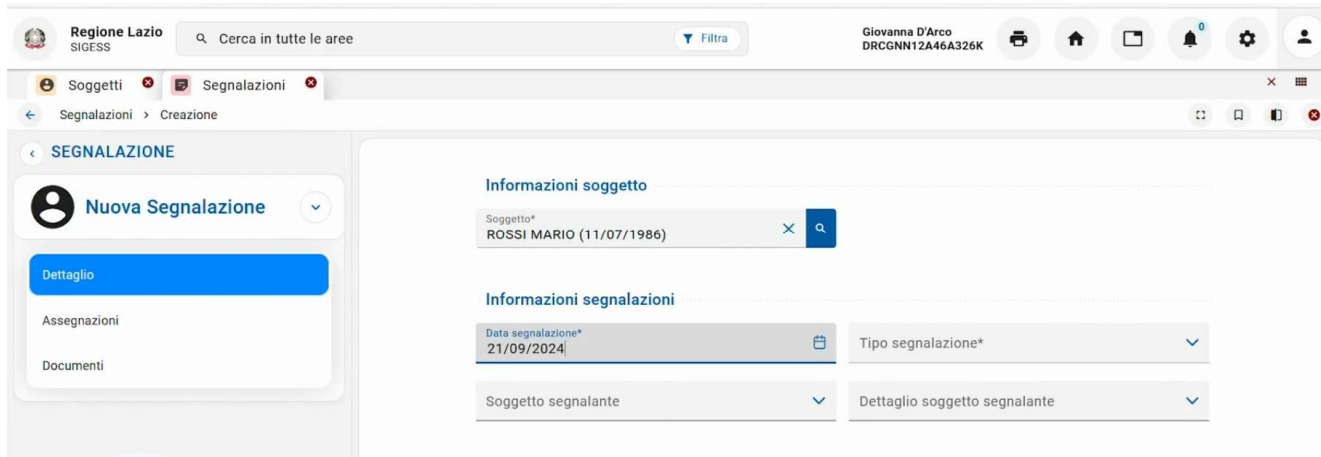 Regione Lazio
SIGESS
Cerca in tutte le aree
Filtra
Giovanna D'Arco
DRCGNN12A46A326K
0
Soggetti
Segnalazioni
Segnalazioni > Creazione
SEGNALAZIONE
Nuova Segnalazione
Dettaglio
Assegnazioni
Documenti
Informazioni soggetto
Soggetto*
ROSSI MARIO (11/07/1986)
Informazioni segnalazioni
Data segnalazione*
21/09/2024
Tipo segnalazione*
Soggetto segnalante
Dettaglio soggetto segnalante